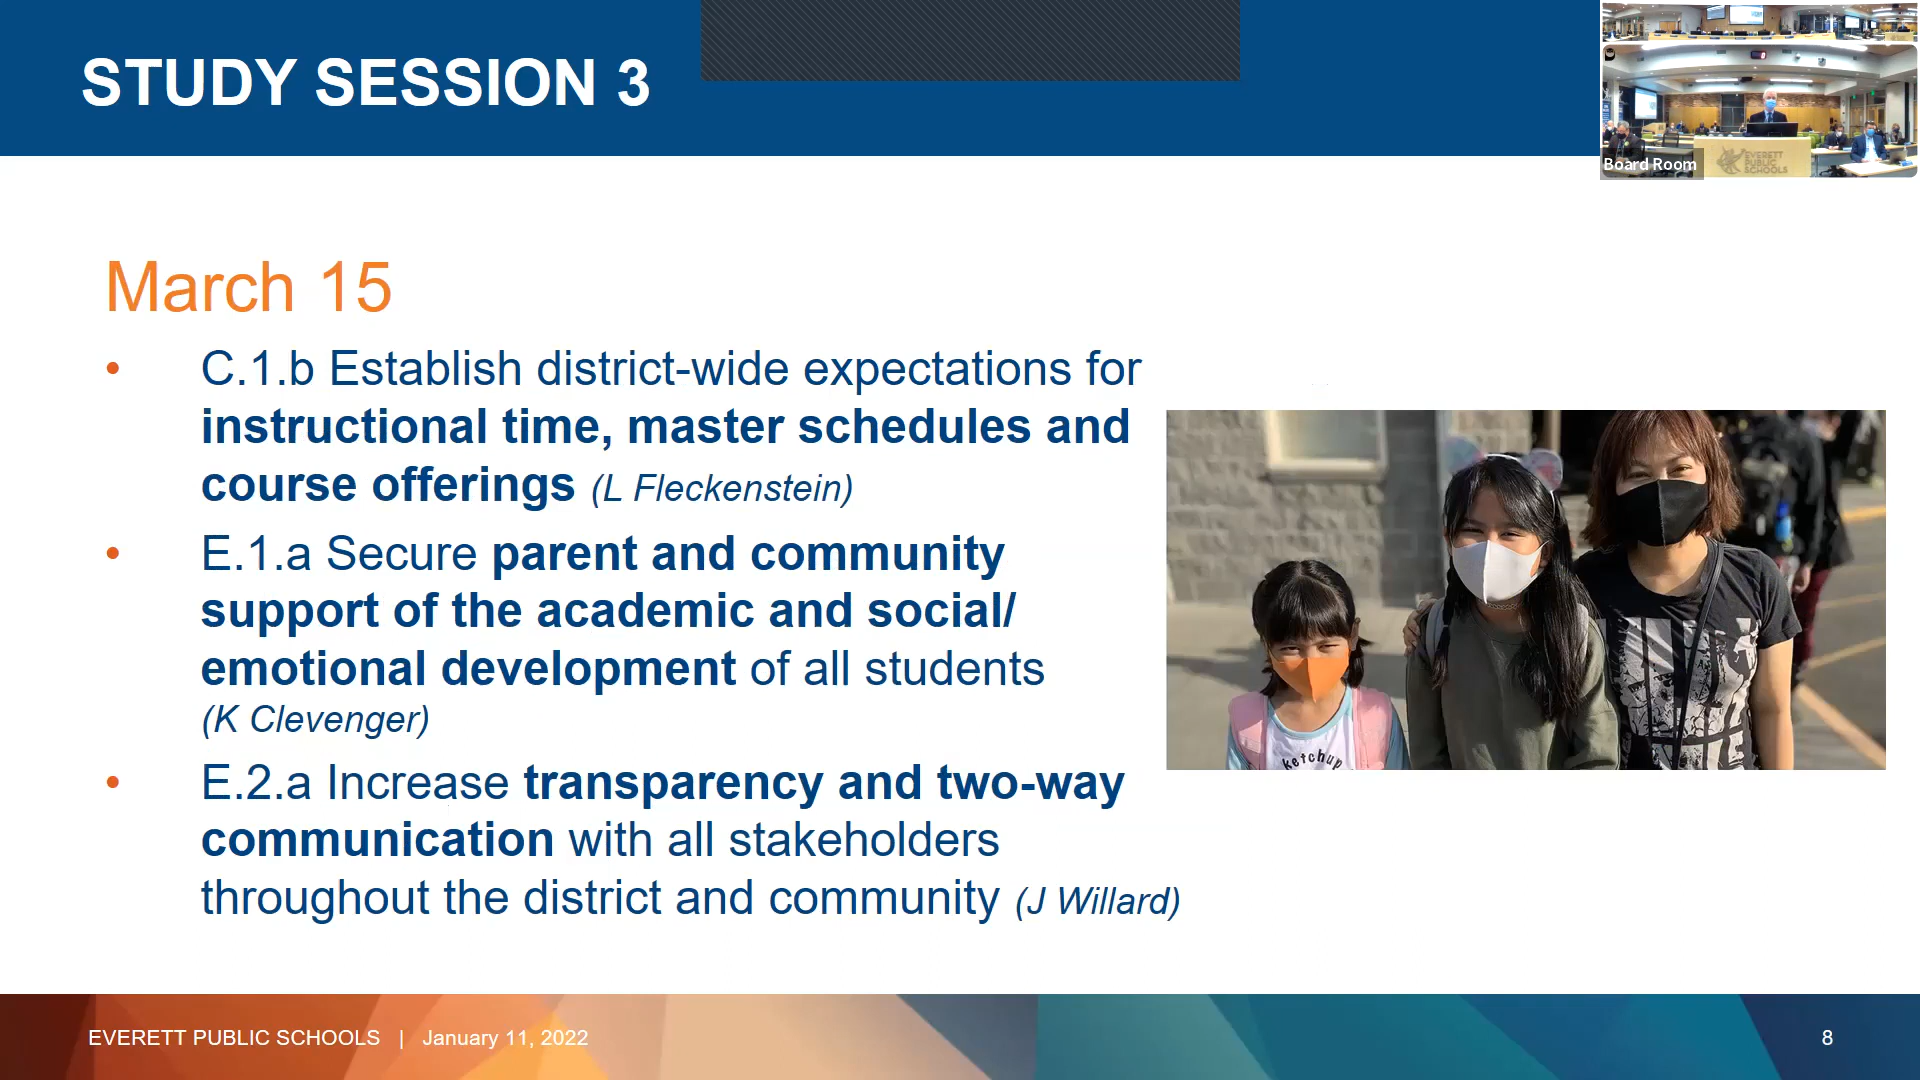 STUDY SESSION 3
Board Room
EVERETT
PUBLIC
SCHOOLS
March 15
• C.1.b Establish district-wide expectations for
instructional time, master schedules and
course offerings (L Fleckenstein)
• E.1.a Secure parent and community
support of the academic and social/
emotional development of all students
(K Clevenger)
• E.2.a Increase transparency and two-way
communication with all stakeholders
throughout the district and community (J Willard)
ketchup
EVERETT PUBLIC SCHOOLS | January 11, 2022
8